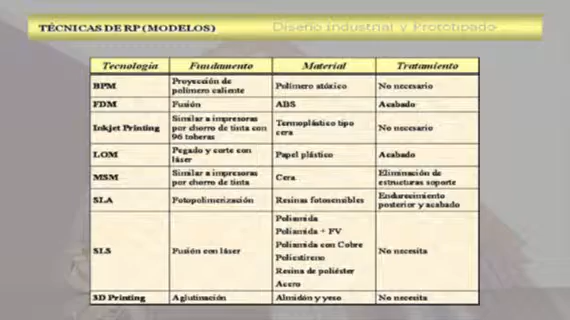 TÉCNICAS DE RP (MODELOS)
Diseño Industrial y Prototipado
Tecnología Fundamento Material Tratamiento
BPM Proyección de polímero caliente Polímero atóxico No necesario
FDM Fusión ABS Acabado
Inkjet Printing Similar a impresoras por chorro de tinta con 96 toberas Termoplástico tipo cera No necesario
LOM Pegado y corte con láser Papel plástico Acabado
MSM Similar a impresoras por chorro de tinta Cera Eliminación de estructuras soporte
SLA Fotopolimerización Resinas fotosensibles Endurecimiento posterior y acabado
SLS Fusión con láser Poliamida
Poliamida + FV
Poliamida con Cobre
Poliestireno
Resina de poliéster
Acero
No necesita
3D Printing Aglutinación Almidón y yeso No necesita